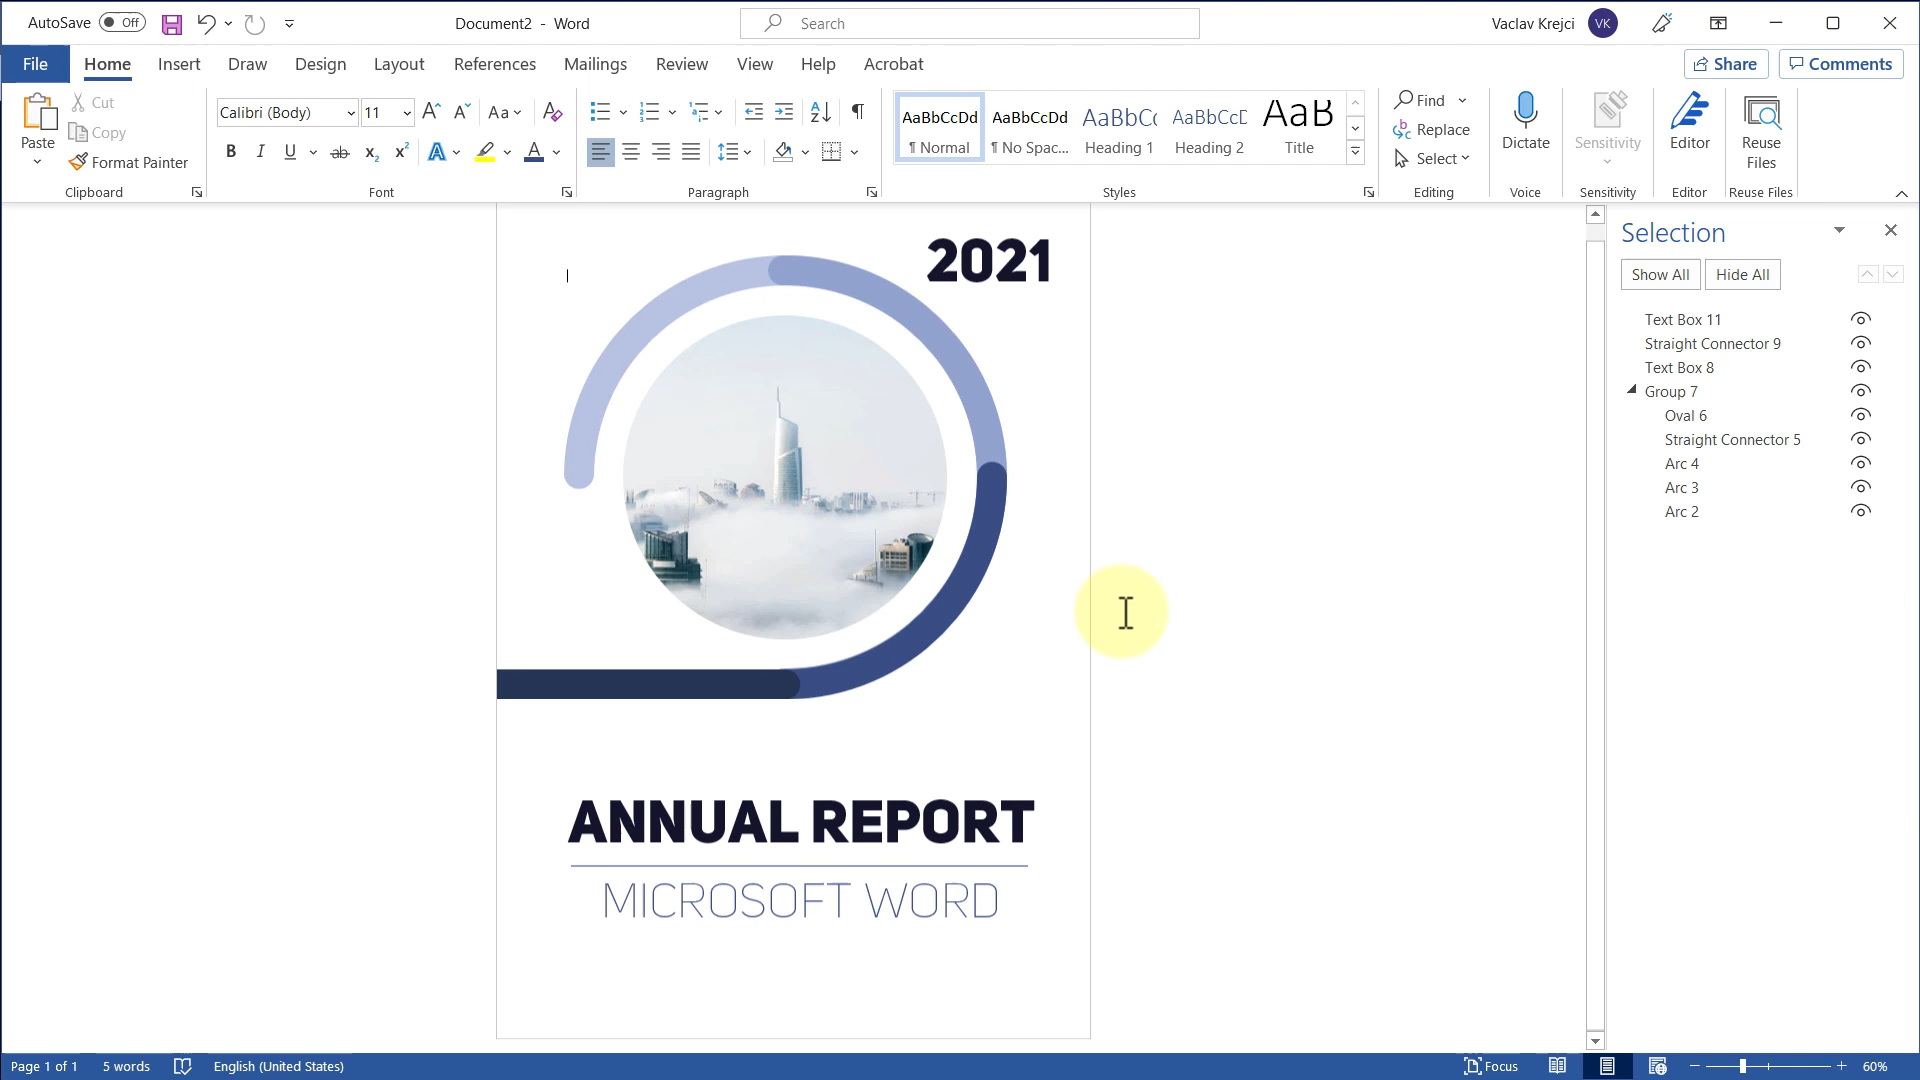 AutoSave Off Document2 - Word Search Vaclav Krejci VK
File Home Insert Draw Design Layout References Mailings Review View Help Acrobat Share Comments
Paste
Cut
Copy
Format Painter
Clipboard
Calibri (Body) 11
Font
Paragraph
AaBbCcDd AaBbCcDd AaBbCc AaBbCcD AaB
¶ Normal ¶ No Spac... Heading 1 Heading 2 Title
Styles
Find
Replace
Select
Editing
Dictate
Voice
Sensitivity
Sensitivity
Editor
Editor
Reuse
Files
Reuse Files
2021
ANNUAL REPORT
MICROSOFT WORD
Selection
Show All Hide All
Text Box 11
Straight Connector 9
Text Box 8
Group 7
Oval 6
Straight Connector 5
Arc 4
Arc 3
Arc 2
Page 1 of 1 5 words English (United States) Focus 60%